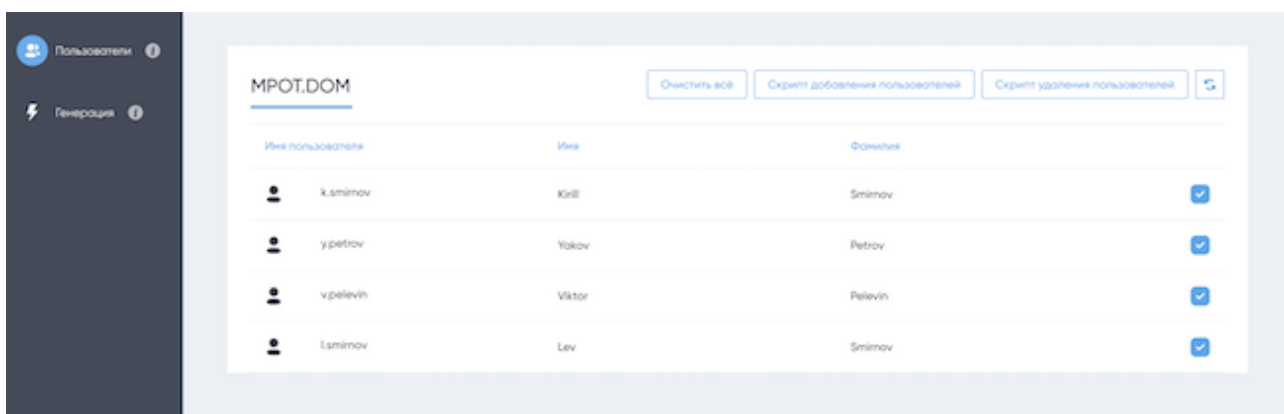 Пользователи i
Генерация i
MPOT.DOM
Очистить всё
Скрипт добавления пользователей
Скрипт удаления пользователей
Имя пользователя Имя Фамилия
k.smirnov Kirill Smirnov
y.petrov Yakov Petrov
v.pelevin Viktor Pelevin
l.smirnov Lev Smirnov